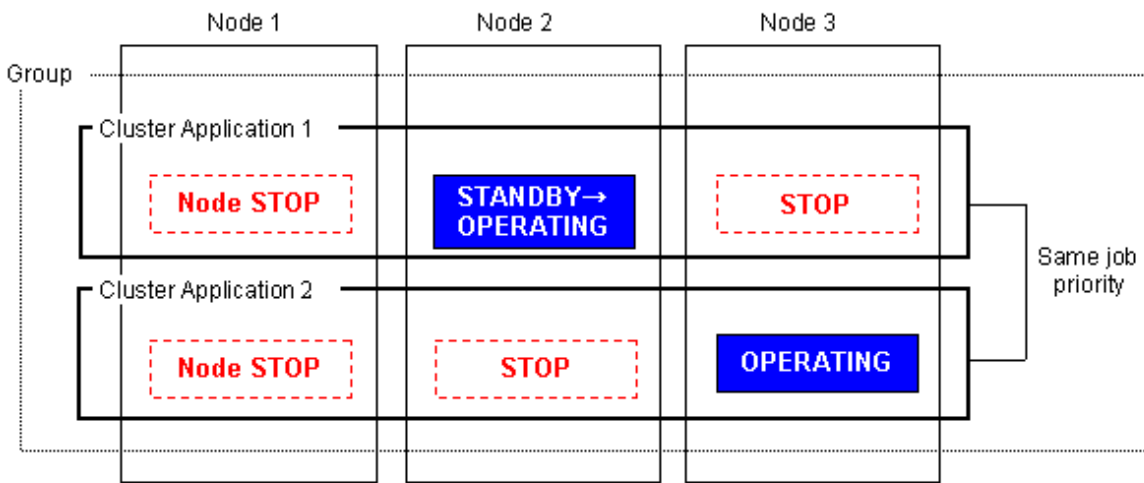 Node 1
Node 2
Node 3
Group
Cluster Application 1
Node STOP
STANDBY→
OPERATING
STOP
Same job
priority
Cluster Application 2
Node STOP
STOP
OPERATING